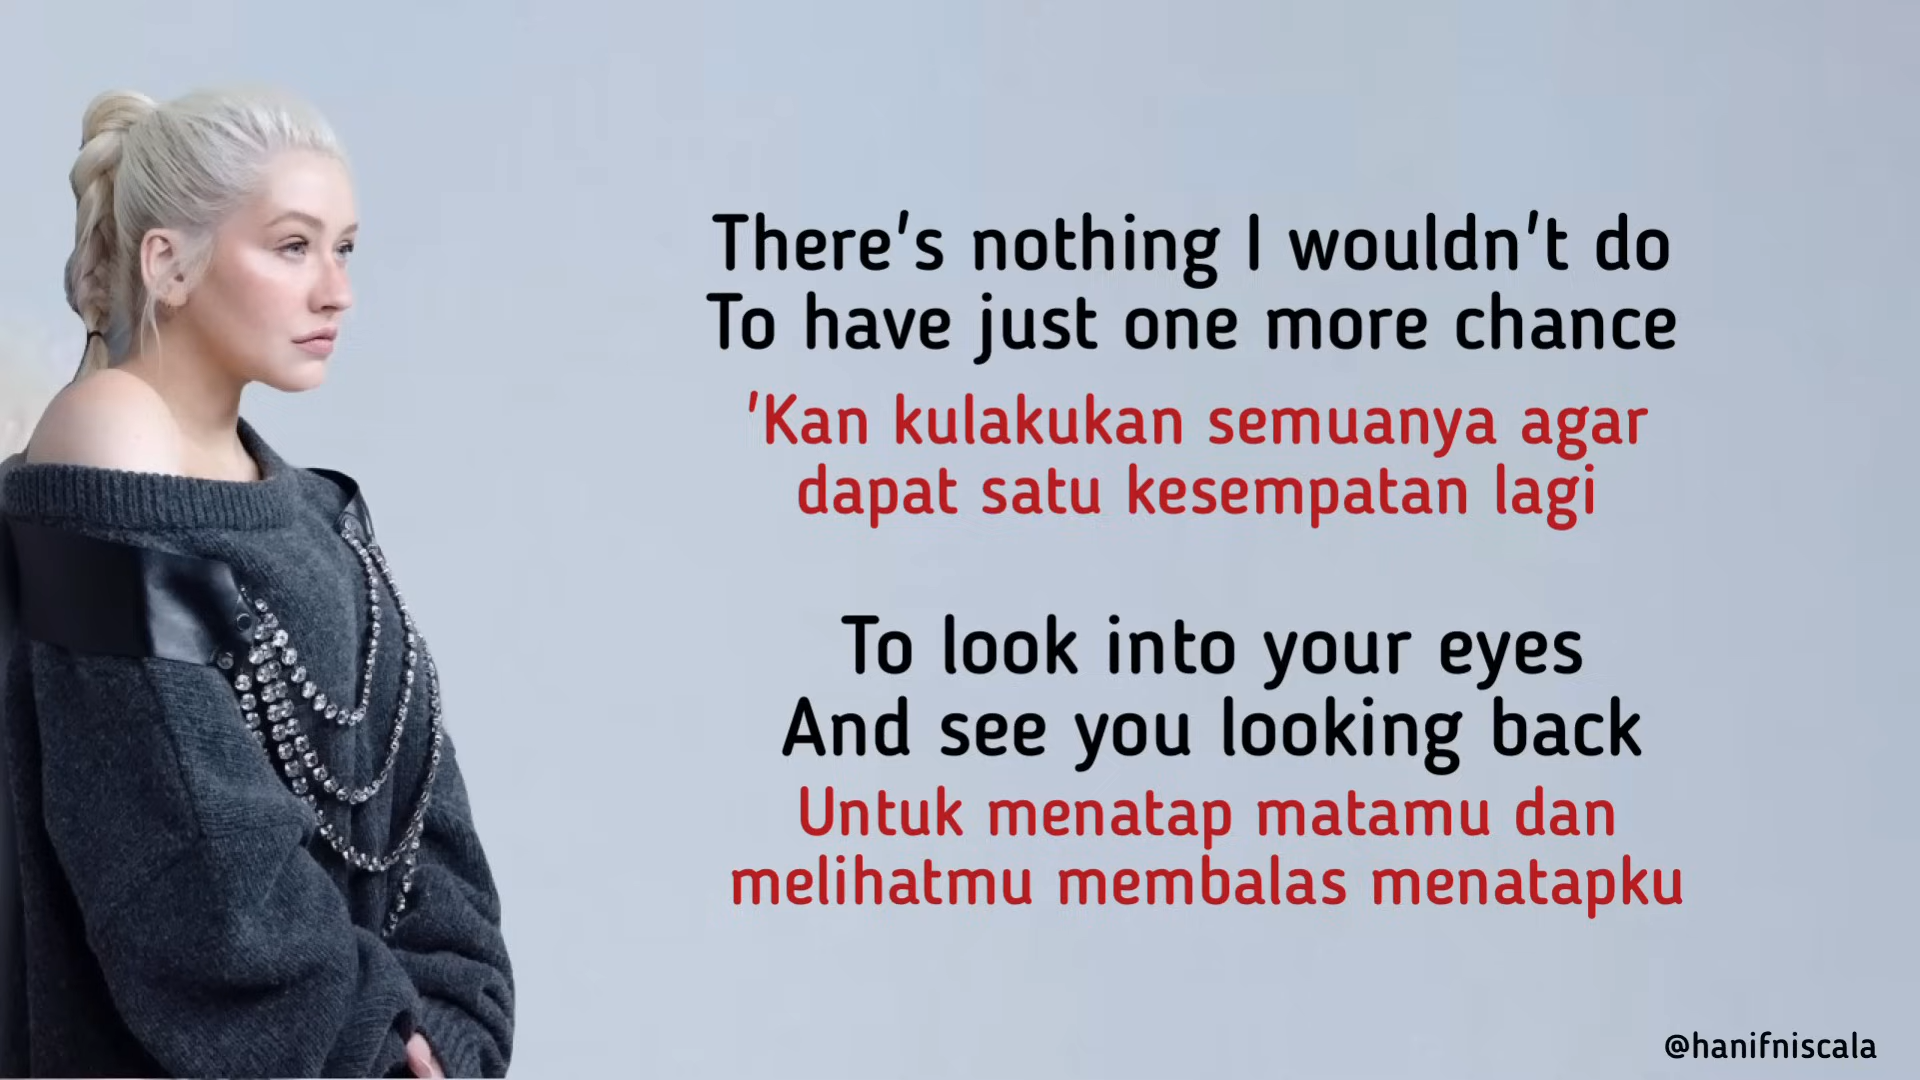 There's nothing I wouldn't do
To have just one more chance
'Kan kulakukan semuanya agar
dapat satu kesempatan lagi
To look into your eyes
And see you looking back
Untuk menatap matamu dan
melihatmu membalas menatapku
@hanifniscala